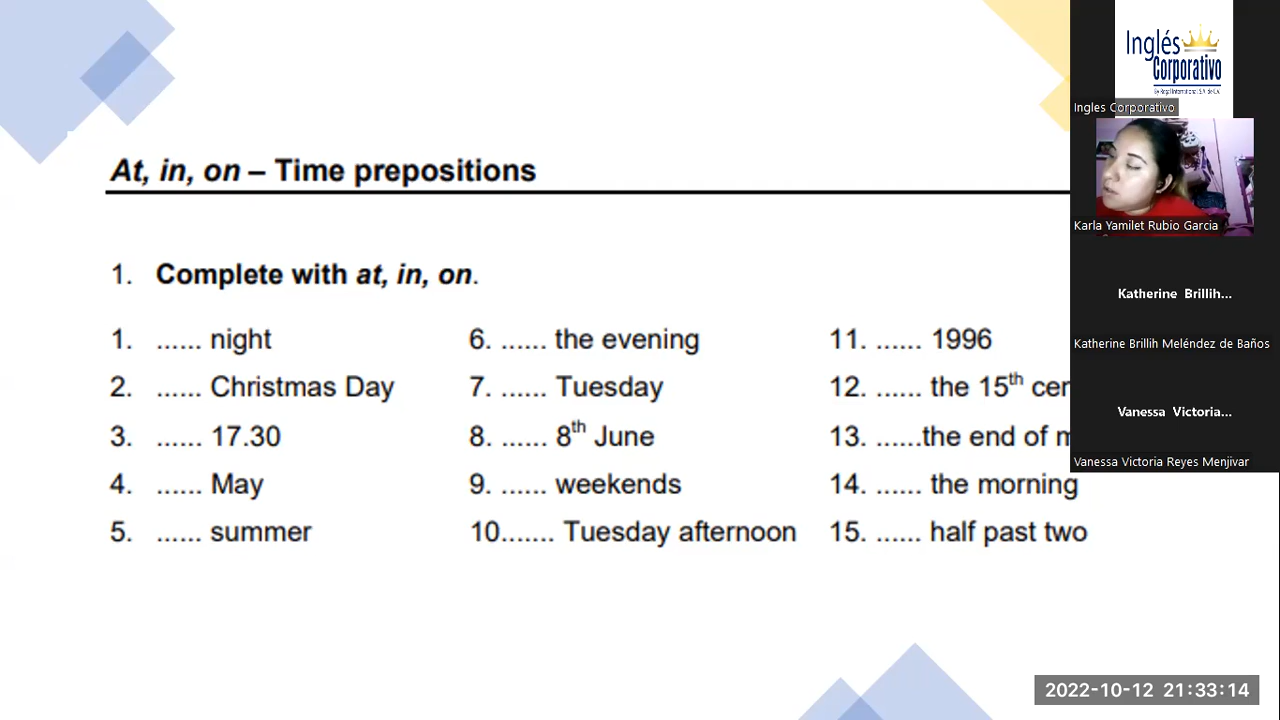 At, in, on – Time prepositions
1. Complete with at, in, on.
1. ...... night
2. ...... Christmas Day
3. ...... 17.30
4. ...... May
5. ...... summer
6. ...... the evening
7. ...... Tuesday
8. ...... 8th June
9. ...... weekends
10....... Tuesday afternoon
11. ...... 1996
12. ...... the 15th
13. ......the end of
14. ...... the morning
15. ...... half past two
Inglés
Corporativo
Ingles Corporativo
Karla Yamilet Rubio Garcia
Katherine Brillih...
Katherine Brillih Meléndez de Baños
Vanessa Victoria...
Vanessa Victoria Reyes Menjivar
2022-10-12 21:33:14